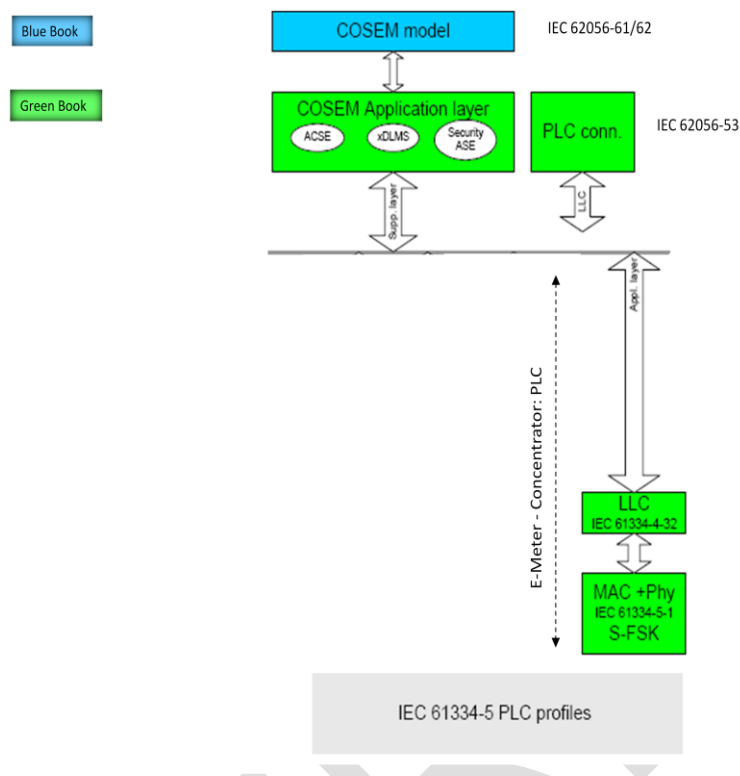 Blue Book
COSEM model
IEC 62056-61/62
Green Book
COSEM Application layer
ACSE
xDLMS
Security
ASE
PLC conn.
IEC 62056-53
Supp. layer
LLC
Appl. layer
E-Meter - Concentrator: PLC
LLC
IEC 61334-4-32
MAC +Phy
IEC 61334-5-1
S-FSK
IEC 61334-5 PLC profiles